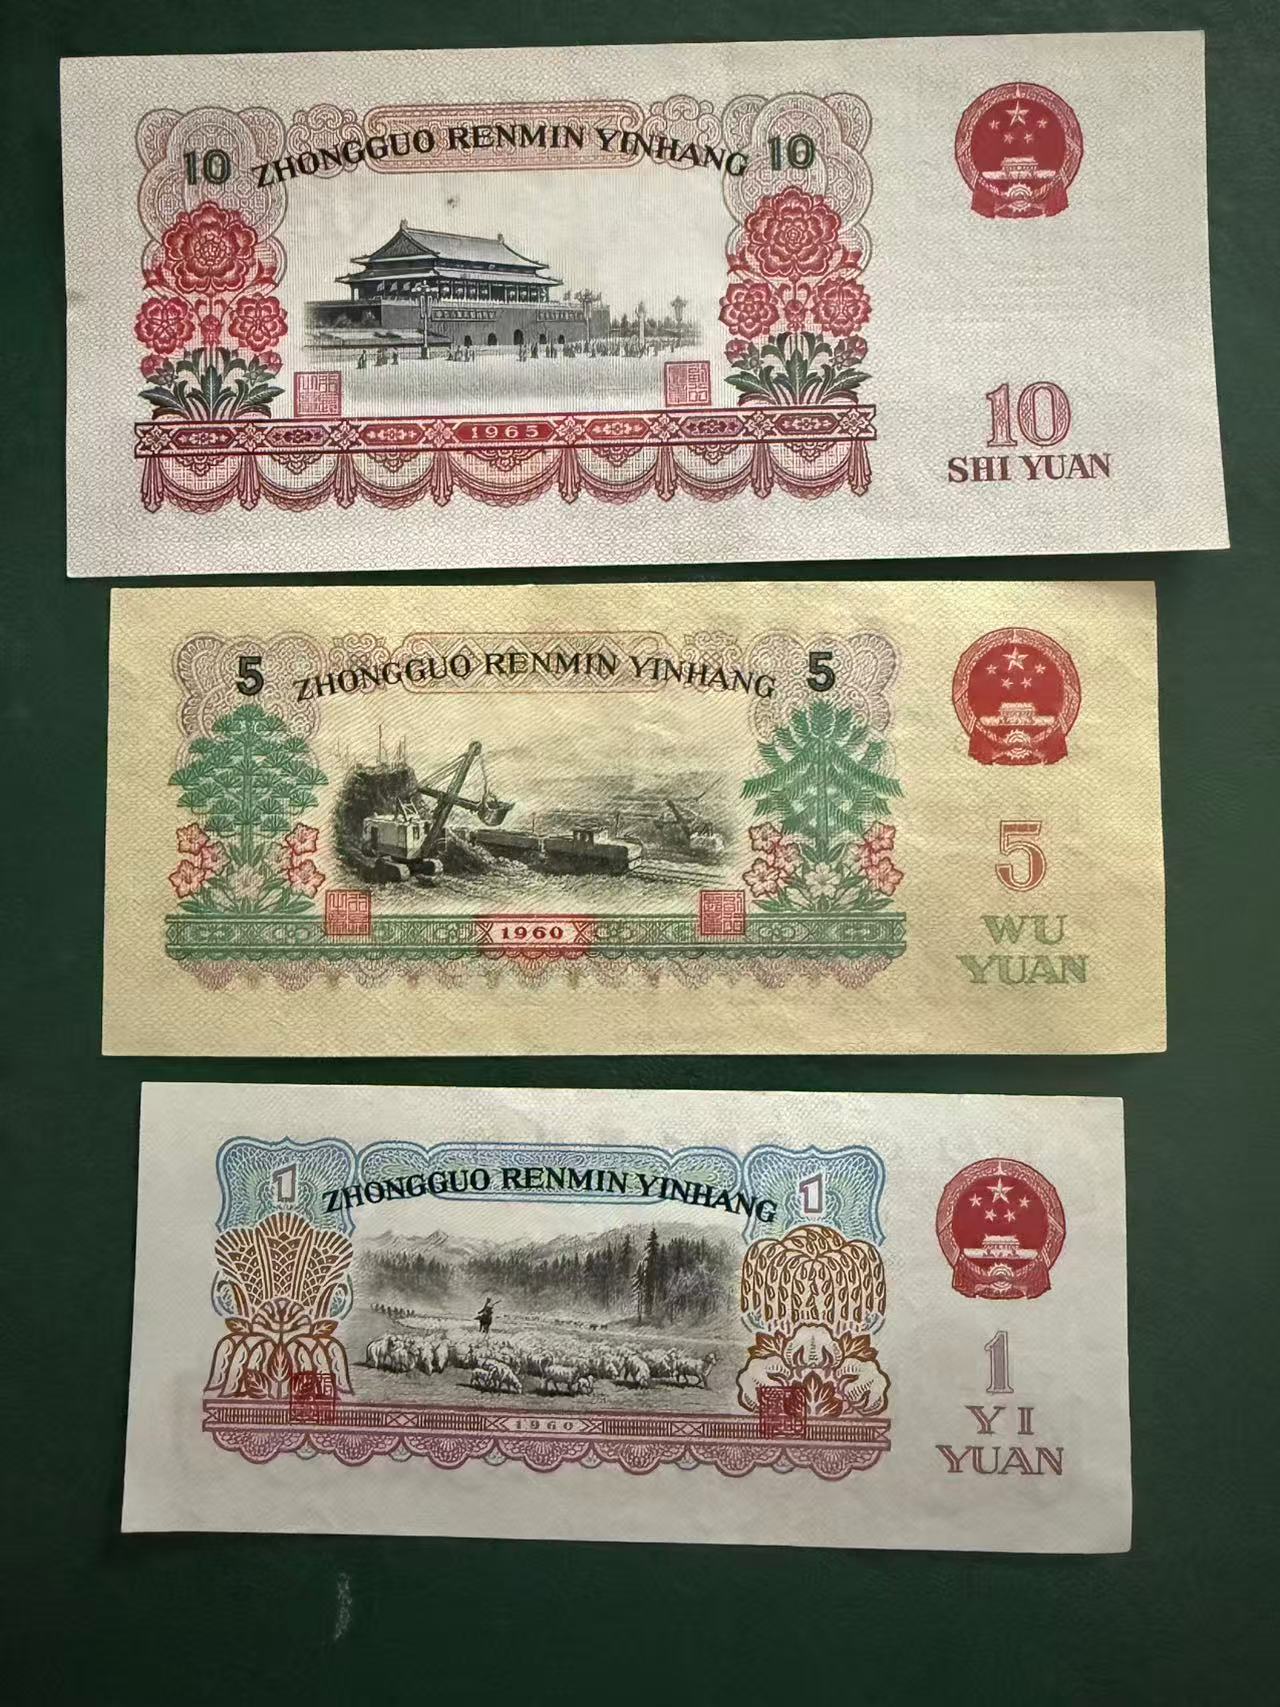 10 ZHONGGUO RENMIN YINHANG 10
1965
10
SHI YUAN
5 ZHONGGUO RENMIN YINHANG 5
1960
5
WU
YUAN
1 ZHONGGUO RENMIN YINHANG 1
1960
1
YI
YUAN